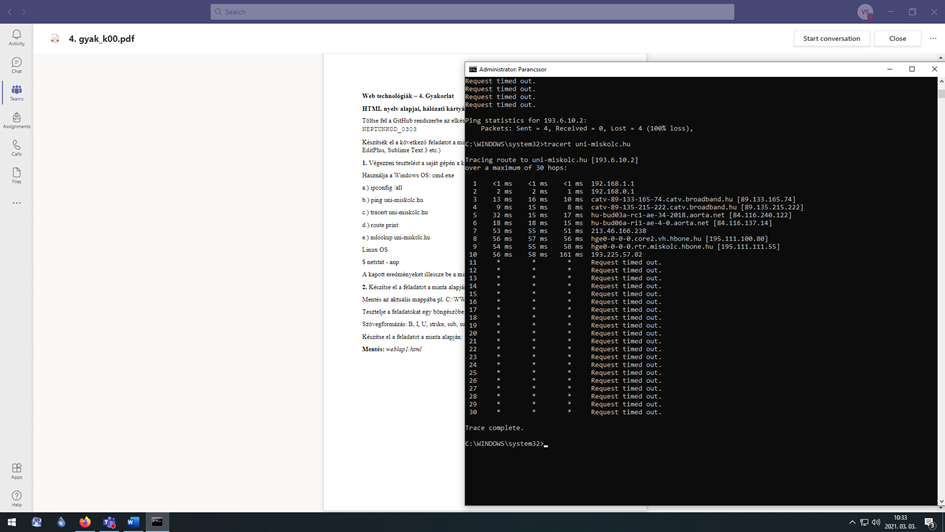 Search
VS
Activity
Chat
Teams
Assignments
Calls
Files
Apps
Help
4. gyak_k00.pdf
Start conversation
Close
Web technológiák – 4. Gyakorlat
HTML nyelv alapjai, hálózati kártyá
Töltse fel a GitHub rendszerbe az elkés
NEPTUNKOD_0303
Készítsék el a következő feladatot a mi
EditPlus, Sublime Text 3 etc.)
1. Végezzen tesztelést a saját gépén a k
Használja a Windows OS: cmd.exe
a.) ipconfig /all
b.) ping uni-miskolc.hu
c.) tracert uni-miskolc.hu
d.) route print
e.) nslookup uni-miskolc.hu
Linux OS
5 netstat - anp
A kapott eredményeket illessze be a ma
2. Készítse el a feladatot a minta alapján
Mentés az aktuális mappába pl. C:\WW
Tesztelje a feladatokat egy böngészőbe
Szövegformázás: B, I, U, strike, sub, su
Készítse el a feladatot a minta alapján:
Mentés: weblap1.html
Administrator: Parancssor
Request timed out.
Request timed out.
Request timed out.
Request timed out.
Ping statistics for 193.6.10.2:
Packets: Sent = 4, Received = 0, Lost = 4 (100% loss),
C:\WINDOWS\system32>tracert uni-miskolc.hu
Tracing route to uni-miskolc.hu [193.6.10.2]
over a maximum of 30 hops:
1 <1 ms <1 ms <1 ms 192.168.1.1
2 2 ms 2 ms 1 ms 192.168.0.1
3 13 ms 16 ms 10 ms catv-89-133-165-74.catv.broadband.hu [89.133.165.74]
4 9 ms 15 ms 8 ms catv-89-135-215-222.catv.broadband.hu [89.135.215.222]
5 32 ms 15 ms 17 ms hu-bud03a-rc1-ae-34-2018.aorta.net [84.116.240.122]
6 18 ms 18 ms 15 ms hu-bud06a-ri1-ae-4-0.aorta.net [84.116.137.14]
7 53 ms 55 ms 51 ms 213.46.166.238
8 56 ms 57 ms 56 ms hge0-0-0-0.core2.vh.hbone.hu [195.111.100.80]
9 54 ms 55 ms 58 ms hge0-0-0-0.rtr.miskolc.hbone.hu [195.111.111.55]
10 56 ms 58 ms 161 ms 193.225.57.82
11 * * * Request timed out.
12 * * * Request timed out.
13 * * * Request timed out.
14 * * * Request timed out.
15 * * * Request timed out.
16 * * * Request timed out.
17 * * * Request timed out.
18 * * * Request timed out.
19 * * * Request timed out.
20 * * * Request timed out.
21 * * * Request timed out.
22 * * * Request timed out.
23 * * * Request timed out.
24 * * * Request timed out.
25 * * * Request timed out.
26 * * * Request timed out.
27 * * * Request timed out.
28 * * * Request timed out.
29 * * * Request timed out.
30 * * * Request timed out.
Trace complete.
C:\WINDOWS\system32>
10:33
2021. 03. 03.